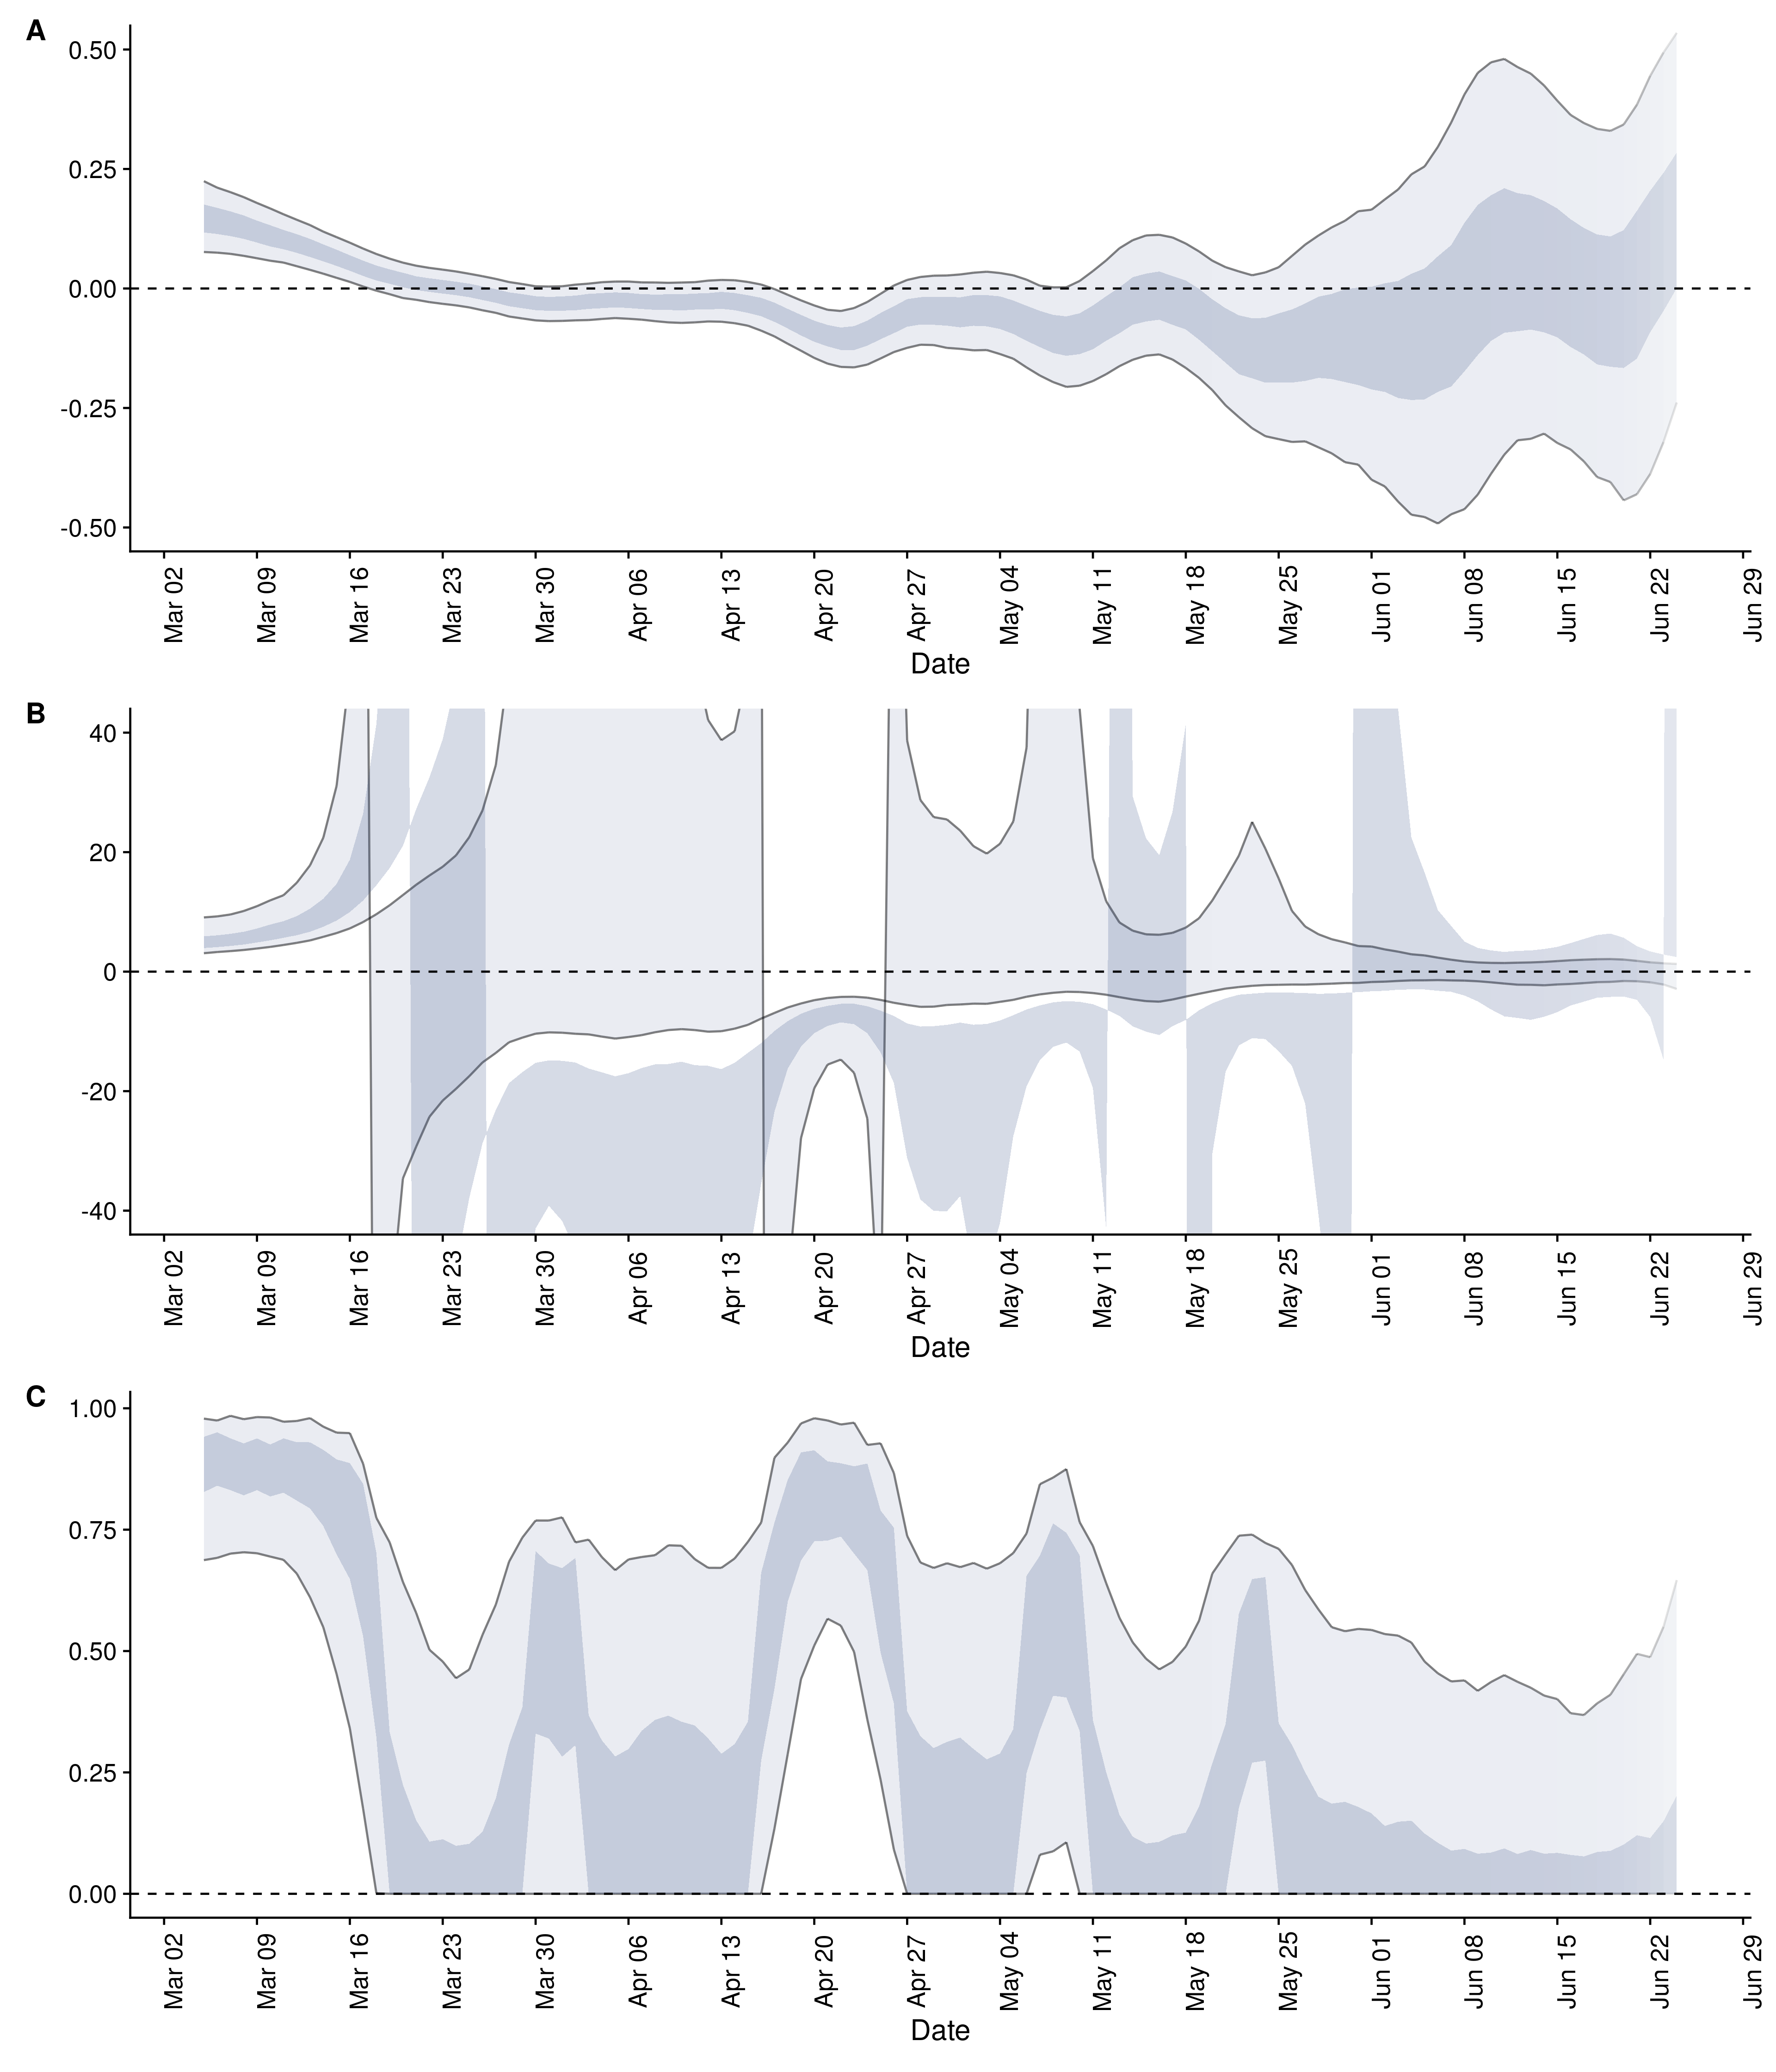 A
0.50
0.25
0.00
-0.25
-0.50
Mar 02
Mar 09
Mar 16
Mar 23
Mar 30
Apr 06
Apr 13
Apr 20
Apr 27
May 04
May 11
May 18
May 25
Jun 01
Jun 08
Jun 15
Jun 22
Jun 29
Date
B
40
20
0
-20
-40
Mar 02
Mar 09
Mar 16
Mar 23
Mar 30
Apr 06
Apr 13
Apr 20
Apr 27
May 04
May 11
May 18
May 25
Jun 01
Jun 08
Jun 15
Jun 22
Jun 29
Date
C
1.00
0.75
0.50
0.25
0.00
Mar 02
Mar 09
Mar 16
Mar 23
Mar 30
Apr 06
Apr 13
Apr 20
Apr 27
May 04
May 11
May 18
May 25
Jun 01
Jun 08
Jun 15
Jun 22
Jun 29
Date